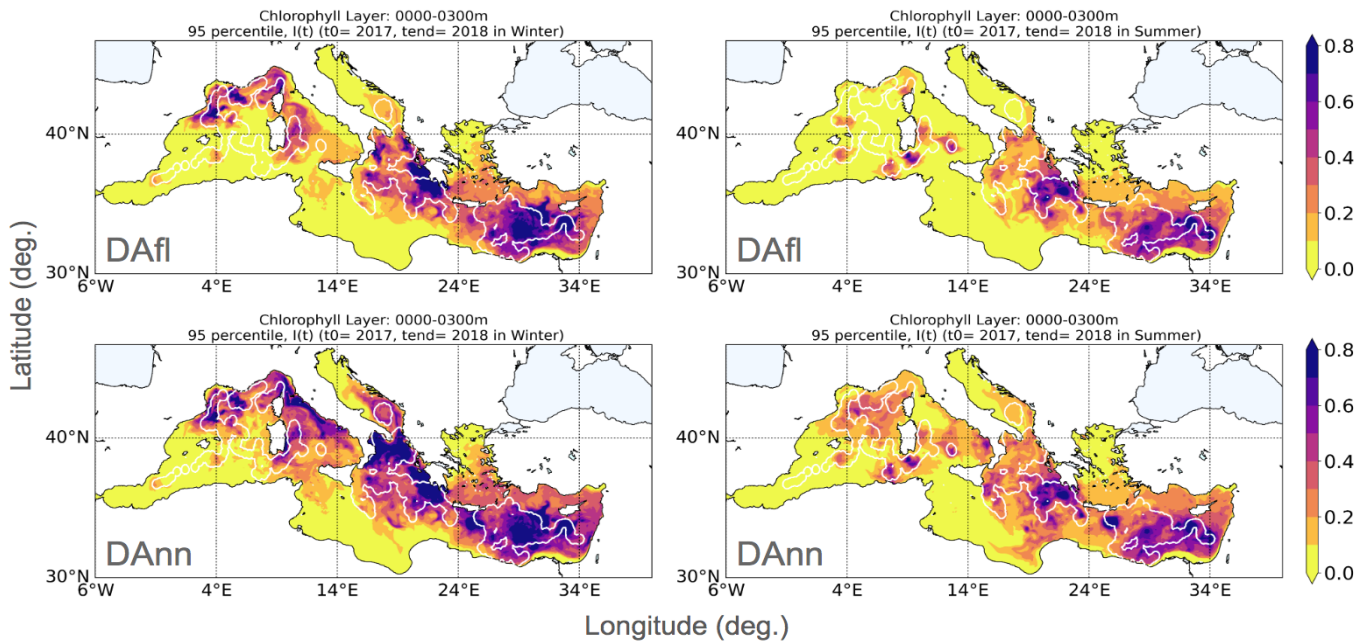 Chlorophyll Layer: 0000-0300m
95 percentile, I(t) (t0= 2017, tend= 2018 in Winter)
40°N
30°N
6°W 4°E 14°E 24°E 34°E
DAfl
Chlorophyll Layer: 0000-0300m
95 percentile, I(t) (t0= 2017, tend= 2018 in Summer)
40°N
30°N
6°W 4°E 14°E 24°E 34°E
DAfl
0.8
0.6
0.4
0.2
0.0
Chlorophyll Layer: 0000-0300m
95 percentile, I(t) (t0= 2017, tend= 2018 in Winter)
40°N
30°N
6°W 4°E 14°E 24°E 34°E
DAnn
Chlorophyll Layer: 0000-0300m
95 percentile, I(t) (t0= 2017, tend= 2018 in Summer)
40°N
30°N
6°W 4°E 14°E 24°E 34°E
DAnn
0.8
0.6
0.4
0.2
0.0
Latitude (deg.)
Longitude (deg.)